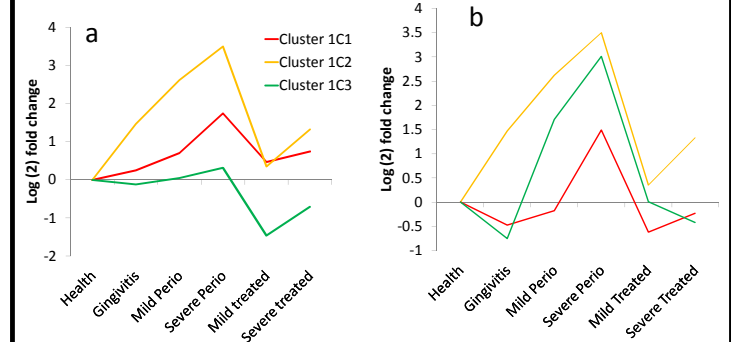 a
Log (2) fold change
4
3
2
1
0
-1
-2
Cluster 1C1
Cluster 1C2
Cluster 1C3
Health
Gingivitis
Mild Perio
Severe Perio
Mild treated
Severe treated
b
Log (2) fold change
4
3.5
3
2.5
2
1.5
1
0.5
0
-0.5
-1
Health
Gingivitis
Mild Perio
Severe Perio
Mild Treated
Severe Treated